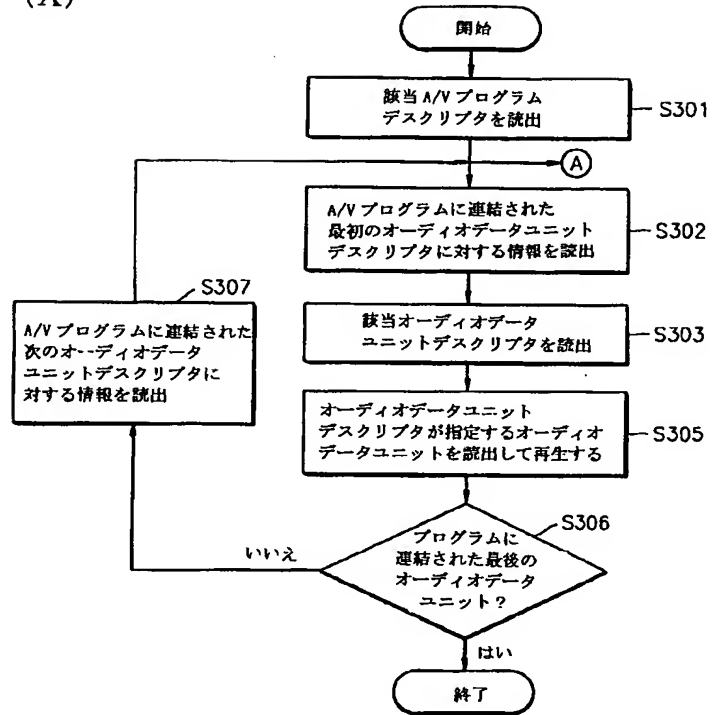 (A)
開始
該当A/Vプログラム
デスクリプタを読出
S301
A
A/Vプログラムに連結された
最初のオーディオデータユニット
デスクリプタに対する情報を読出
S302
S307
A/Vプログラムに連結された
次のオーディオデータ
ユニットデスクリプタに
対する情報を読出
該当オーディオデータ
ユニットデスクリプタを読出
S303
オーディオデータユニット
デスクリプタが指定するオーディオ
データユニットを読出して再生する
S305
S306
プログラムに
連結された最後の
オーディオデータ
ユニット?
いいえ
はい
終了